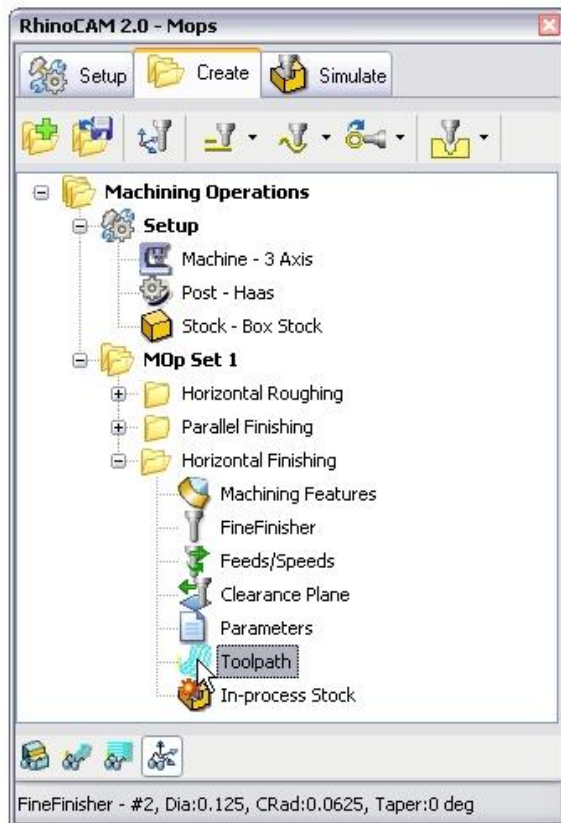 RhinoCAM 2.0 - Mops
Setup Create Simulate
Machining Operations
Setup
Machine - 3 Axis
Post - Haas
Stock - Box Stock
MOp Set 1
Horizontal Roughing
Parallel Finishing
Horizontal Finishing
Machining Features
FineFinisher
Feeds/Speeds
Clearance Plane
Parameters
Toolpath
In-process Stock
FineFinisher - #2, Dia:0.125, CRad:0.0625, Taper:0 deg